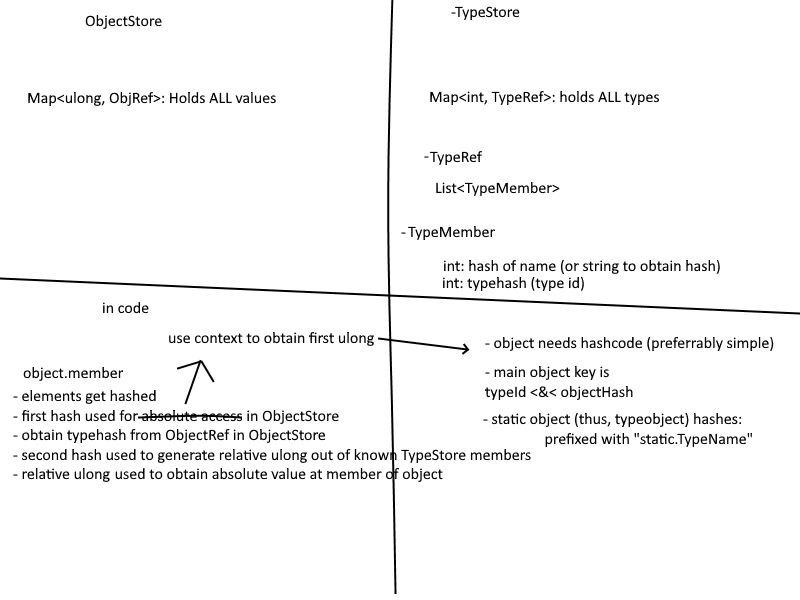 ObjectStore
Map<ulong, ObjRef>: Holds ALL values
-TypeStore
Map<int, TypeRef>: holds ALL types
-TypeRef
List<TypeMember>
-TypeMember
int: hash of name (or string to obtain hash)
int: typehash (type id)
in code
use context to obtain first ulong
object.member
- elements get hashed
- first hash used for absolute access in ObjectStore
- obtain typehash from ObjectRef in ObjectStore
- second hash used to generate relative ulong out of known TypeStore members
- relative ulong used to obtain absolute value at member of object
- object needs hashcode (preferrably simple)
- main object key is
typeId <&< objectHash
- static object (thus, typeobject) hashes:
prefixed with "static.TypeName"